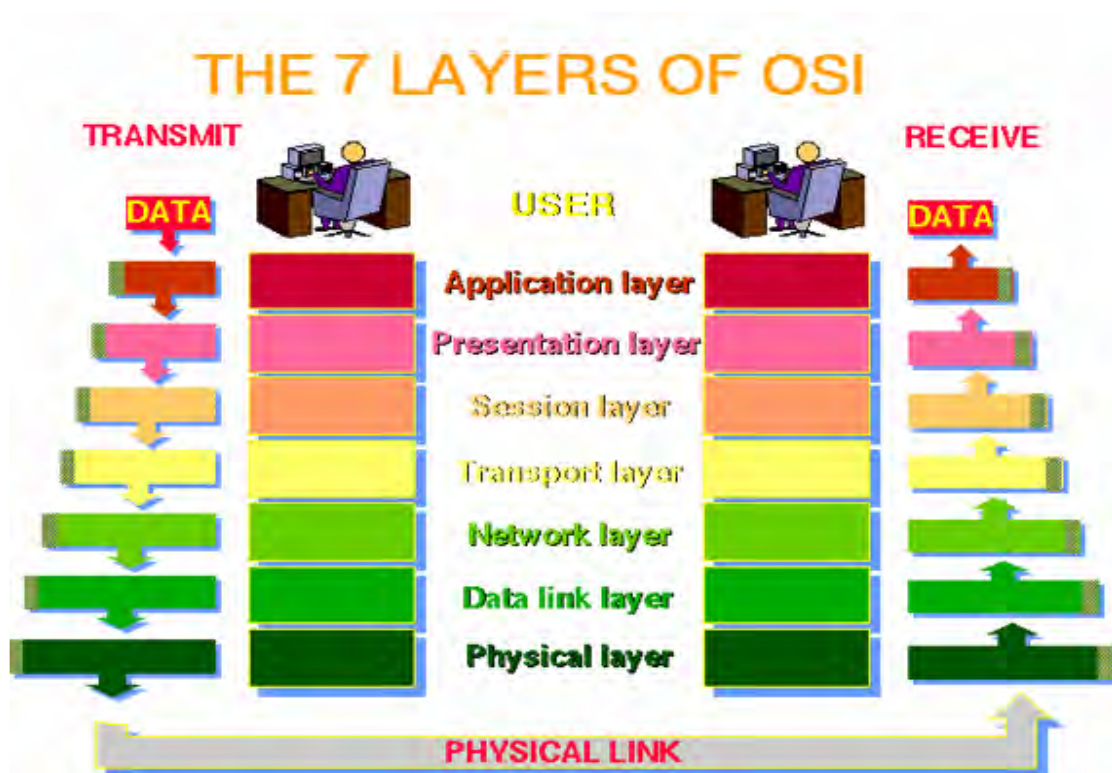 THE 7 LAYERS OF OSI
TRANSMIT
RECEIVE
USER
DATA
DATA
Application layer
Presentation layer
Session layer
Transport layer
Network layer
Data link layer
Physical layer
PHYSICAL LINK